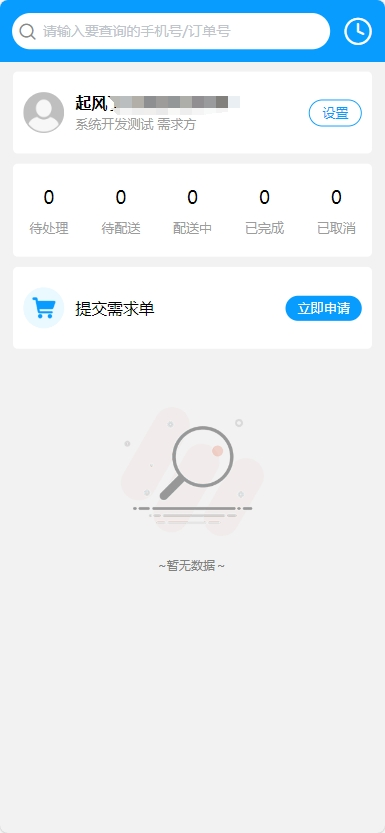 请输入要查询的手机号/订单号
起风
系统开发测试 需求方
设置
0 0 0 0 0
待处理 待配送 配送中 已完成 已取消
提交需求单
立即申请
~暂无数据~